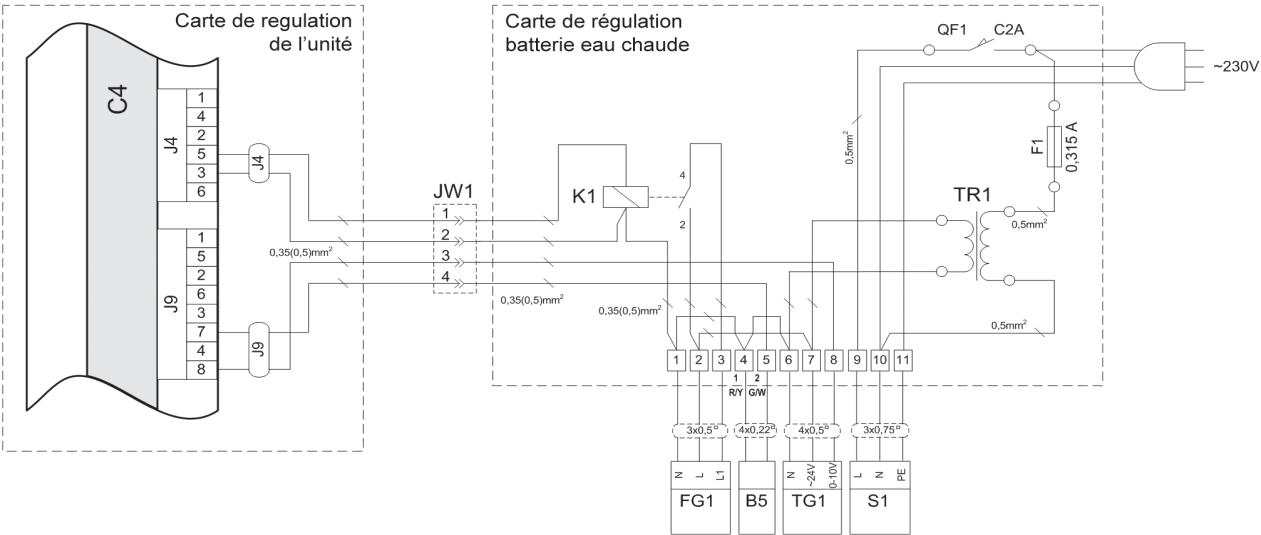 Carte de regulation
de l'unité
C4
J4
1
4
2
5
3
6
J9
1
5
2
6
3
7
4
8
J4
J9
0,35(0,5)mm²
JW1
1
2
3
4
0,35(0,5)mm²
Carte de régulation
batterie eau chaude
K1
4
2
0,35(0,5)mm²
QF1 C2A
~230V
0,5mm²
F1
0,315 A
TR1
0,5mm²
0,5mm²
1 2 3 4 5 6 7 8 9 10 11
1 2
R/Y G/W
3x0,5¤ 4x0,22¤ 4x0,5¤ 3x0,75¤
N L L1 N ~24V 0-10V L N PE
FG1 B5 TG1 S1